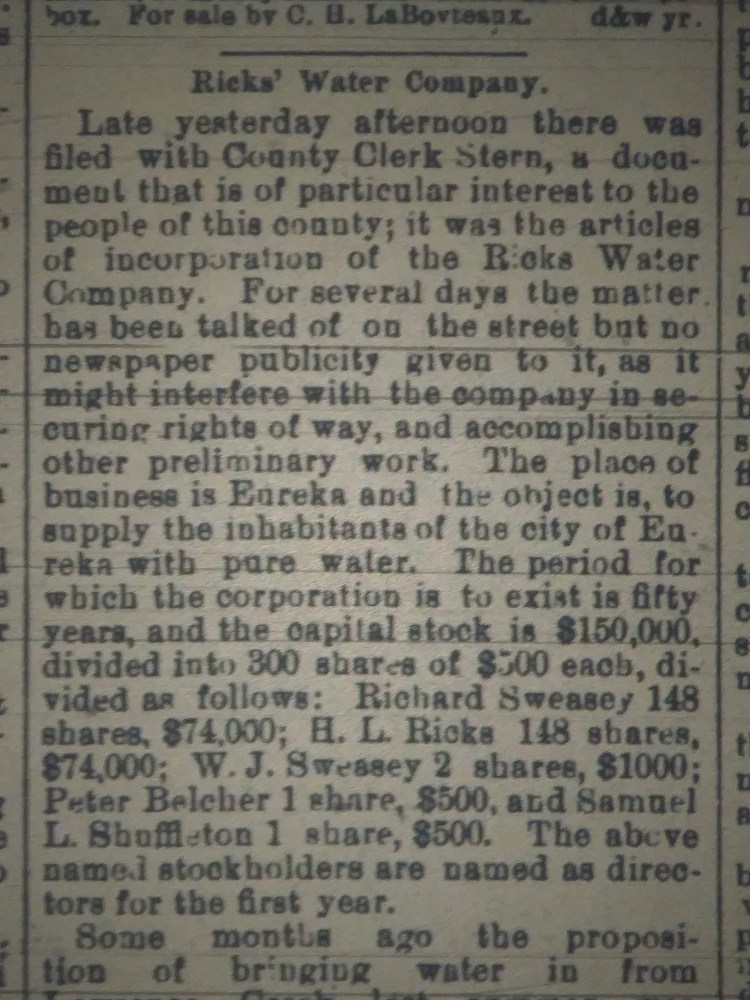 box. For sale by C. H. LaBoyteaux. d&w yr.
Ricks' Water Company.
Late yesterday afternoon there was
filed with County Clerk Stern, a docu-
ment that is of particular interest to the
people of this county; it was the articles
of incorporation of the Ricks Water
Company. For several days the matter
has been talked of on the street but no
newspaper publicity given to it, as it
might interfere with the company in se-
curing rights of way, and accomplishing
other preliminary work. The place of
business is Eureka and the object is, to
supply the inhabitants of the city of Eu-
reka with pure water. The period for
which the corporation is to exist is fifty
years, and the capital stock is $150,000,
divided into 300 shares of $500 each, di-
vided as follows: Richard Sweasey 148
shares, $74,000; H. L. Ricks 148 shares,
$74,000; W. J. Sweasey 2 shares, $1000;
Peter Belcher 1 share, $500, and Samuel
L. Shuffleton 1 share, $500. The above
named stockholders are named as direc-
tors for the first year.
Some months ago the proposi-
tion of bringing water in from